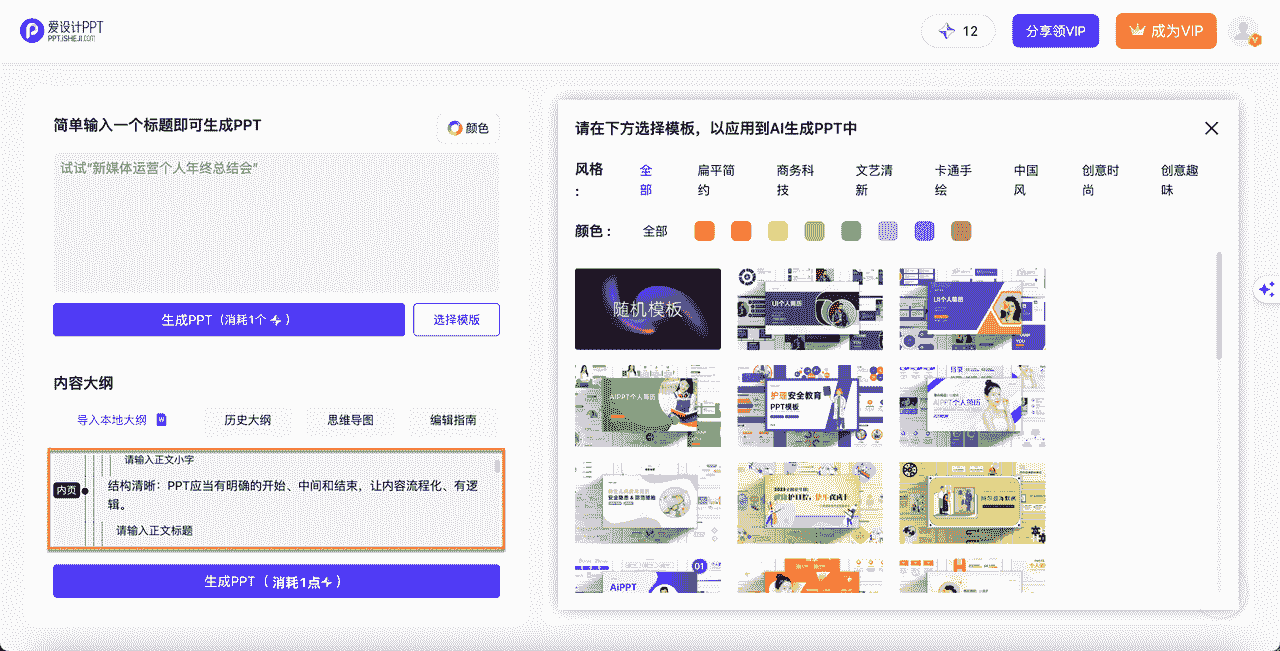 爱设计PPT
PPT.ISHEJI.COM
12
分享领VIP
成为VIP
简单输入一个标题即可生成PPT
颜色
试试“新媒体运营个人年终总结会”
生成PPT（消耗1个）
选择模版
内容大纲
导入本地大纲
W
历史大纲
思维导图
编辑指南
请输入正文小字
内页
结构清晰：PPT应当有明确的开始、中间和结束、让内容流程化、有逻
辑。
请输入正文标题
生成PPT（ 消耗1点 ）
请在下方选择模板，以应用到AI生成PPT中
风格
：
全部
扁平简约
商务科技
文艺清新
卡通手绘
中国风
创意时尚
创意趣味
颜色：
全部
随机模板
UI个人简历
UI个人简历
AIPPT个人简历
护理安全教育
PPT模板
AIPPT个人简历
01
AiPPT